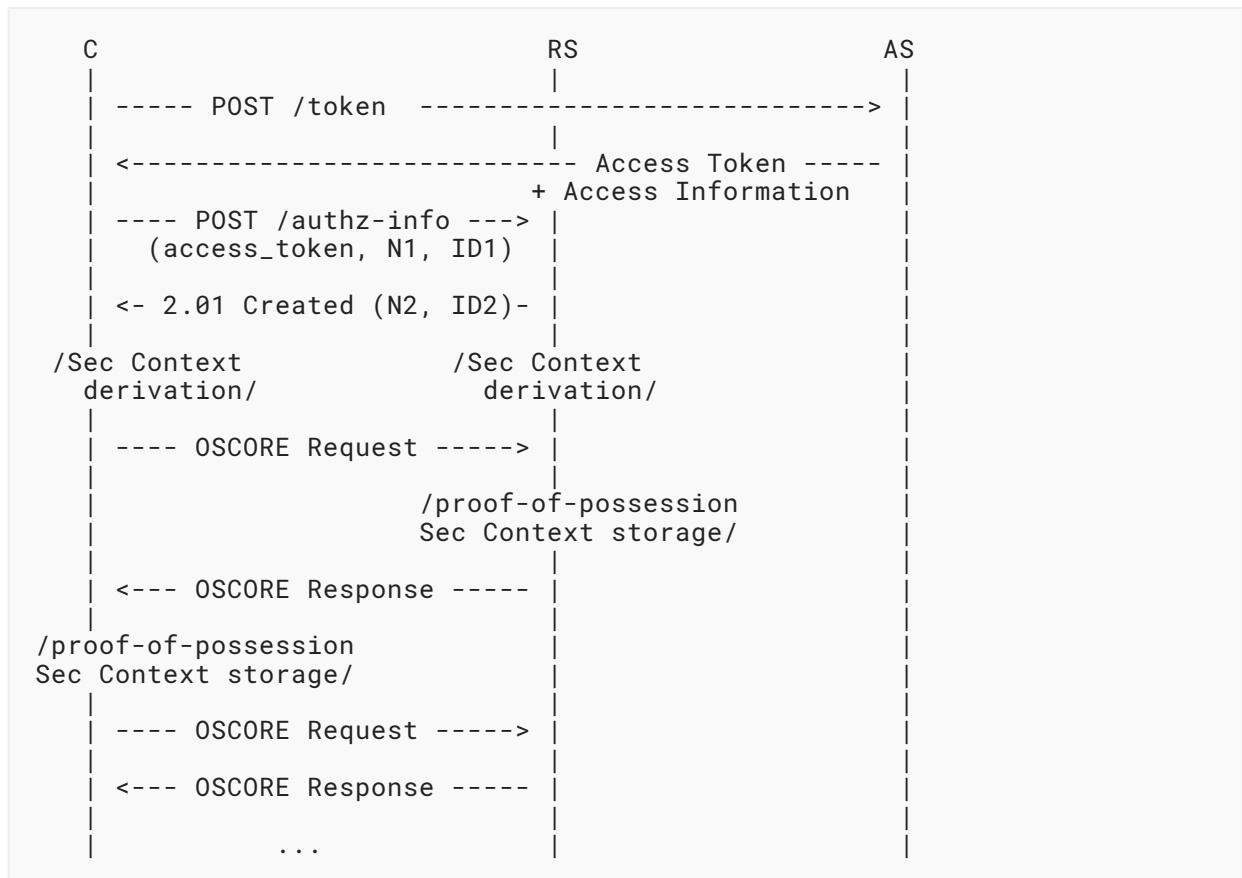 C RS AS
----- POST /token ---------------------------->
<---------------------------- Access Token -----
+ Access Information
---- POST /authz-info --->
(access_token, N1, ID1)
<- 2.01 Created (N2, ID2)-
/Sec Context /Sec Context
derivation/ derivation/
---- OSCORE Request ----->
/proof-of-possession
Sec Context storage/
<--- OSCORE Response -----
/proof-of-possession
Sec Context storage/
---- OSCORE Request ----->
<--- OSCORE Response -----
...